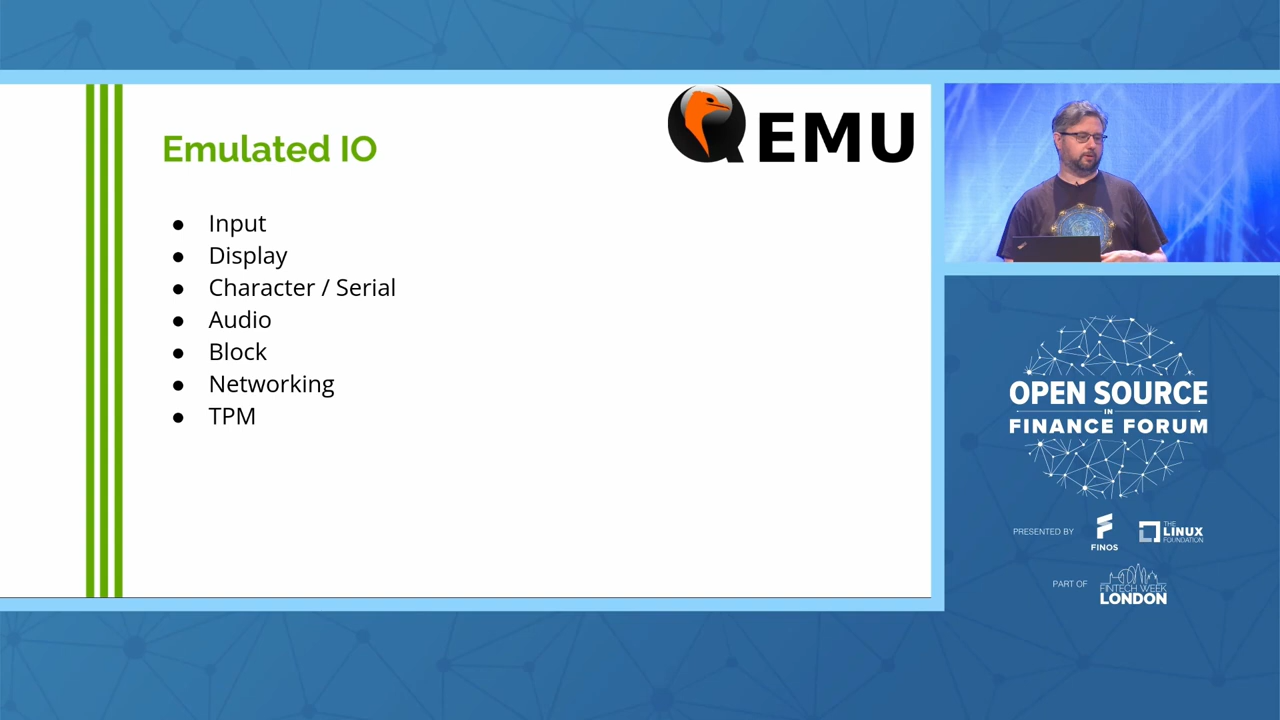 Emulated IO
QEMU
Input
Display
Character / Serial
Audio
Block
Networking
TPM
OPEN SOURCE
IN
FINANCE FORUM
PRESENTED BY
FINOS
THE
LINUX
FOUNDATION
PART OF
FINTECH WEEK
LONDON